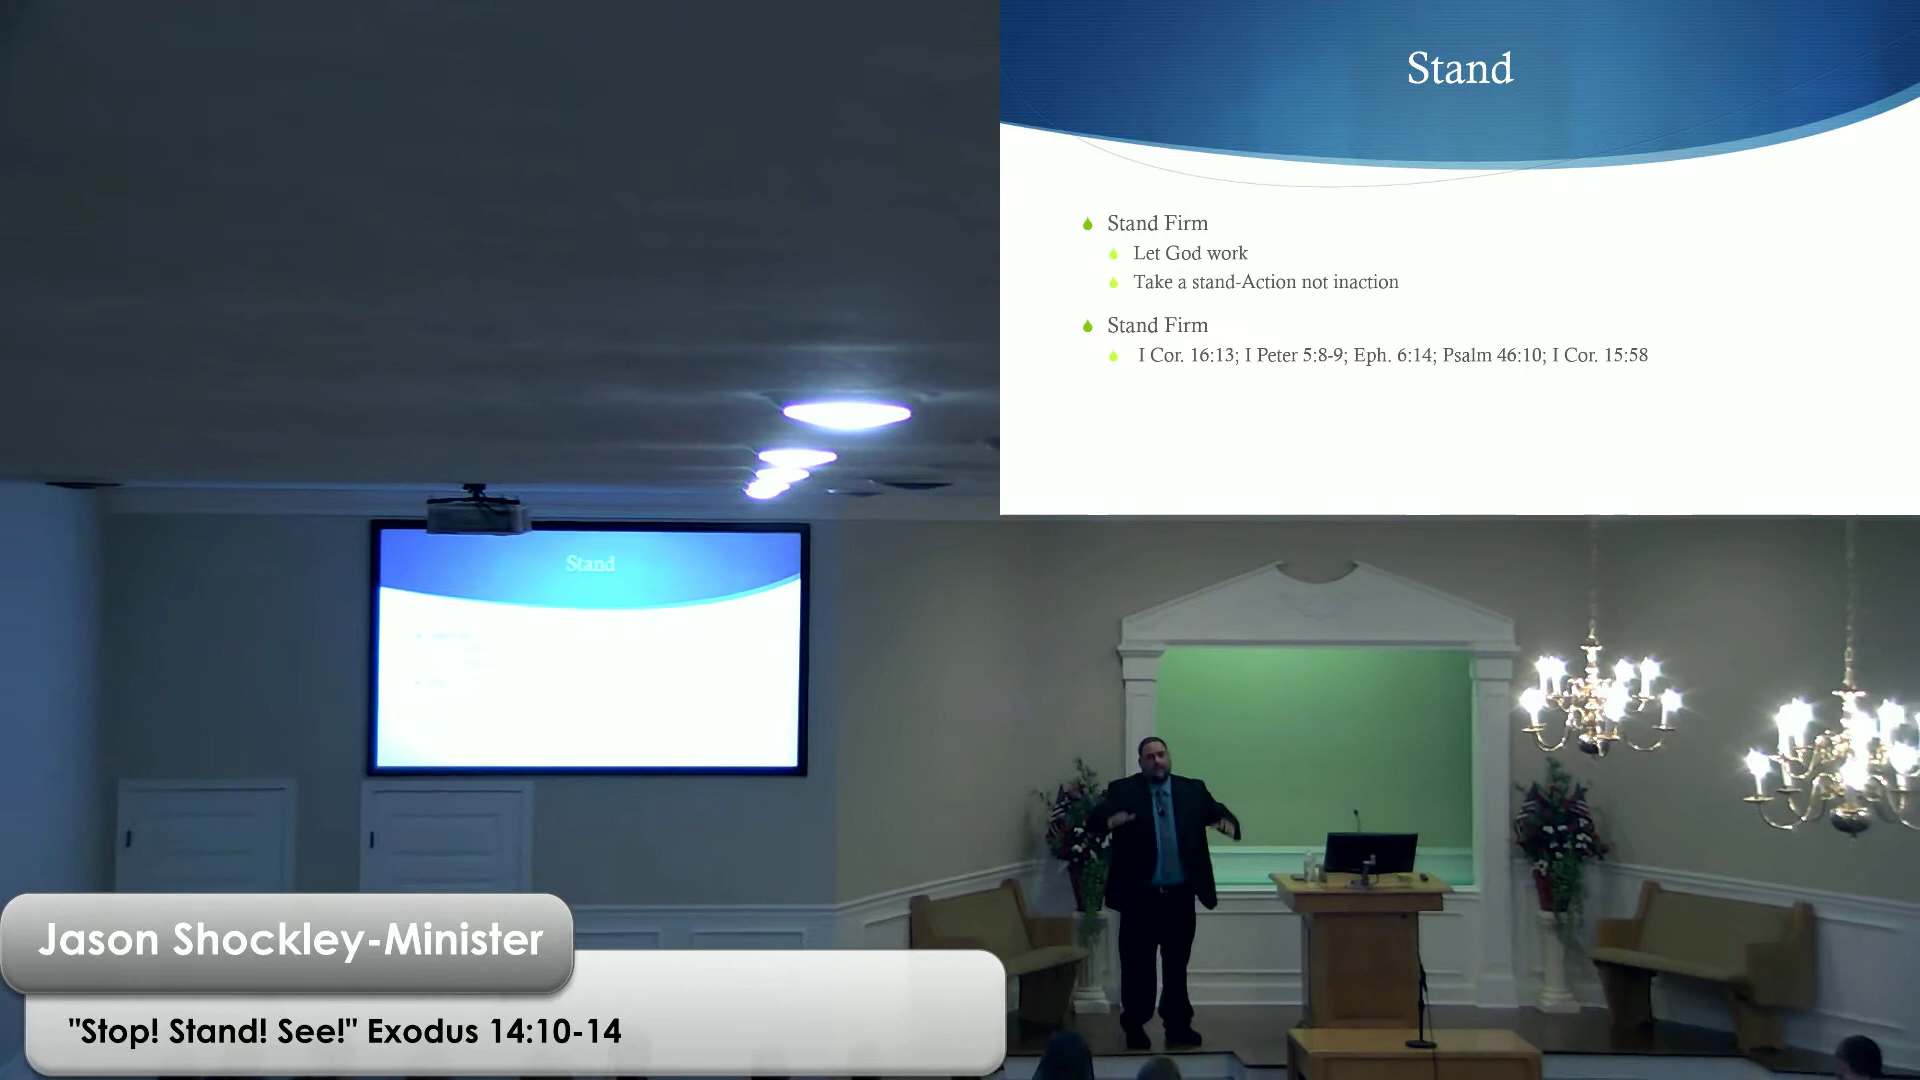 Stand
Stand Firm
Let God work
Take a stand-Action not inaction
Stand Firm
I Cor. 16:13; I Peter 5:8-9; Eph. 6:14; Psalm 46:10; I Cor. 15:58
Stand
Jason Shockley-Minister
"Stop! Stand! See!" Exodus 14:10-14